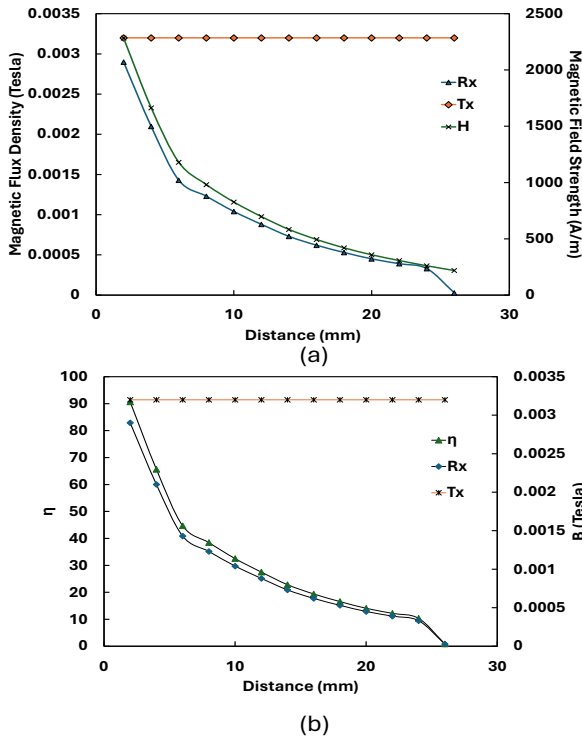 0.0035
0.003
0.0025
0.002
0.0015
0.001
0.0005
0
Magnetic Flux Density (Tesla)
2500
2000
1500
1000
500
0
Magnetic Field Strength (A/m)
Rx
Tx
H
0
10
20
30
Distance (mm)
(a)
100
90
80
70
60
50
40
30
20
10
0
η
0.0035
0.003
0.0025
0.002
0.0015
0.001
0.0005
0
B (Tesla)
η
Rx
Tx
0
10
20
30
Distance (mm)
(b)